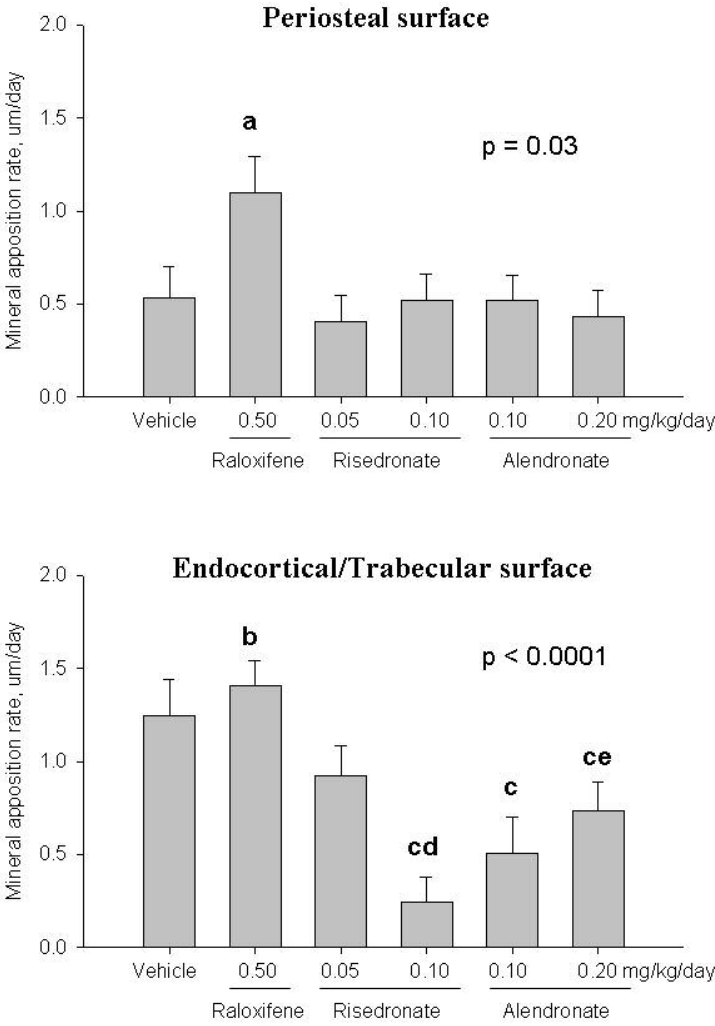 Periosteal surface
2.0
a
1.5
p = 0.03
Mineral apposition rate, um/day
1.0
0.5
0.0
Vehicle 0.50 0.05 0.10 0.10 0.20 mg/kg/day
Raloxifene Risedronate Alendronate
Endocortical/Trabecular surface
2.0
b
p < 0.0001
1.5
Mineral apposition rate, um/day
ce
1.0
c
cd
0.5
0.0
Vehicle 0.50 0.05 0.10 0.10 0.20 mg/kg/day
Raloxifene Risedronate Alendronate